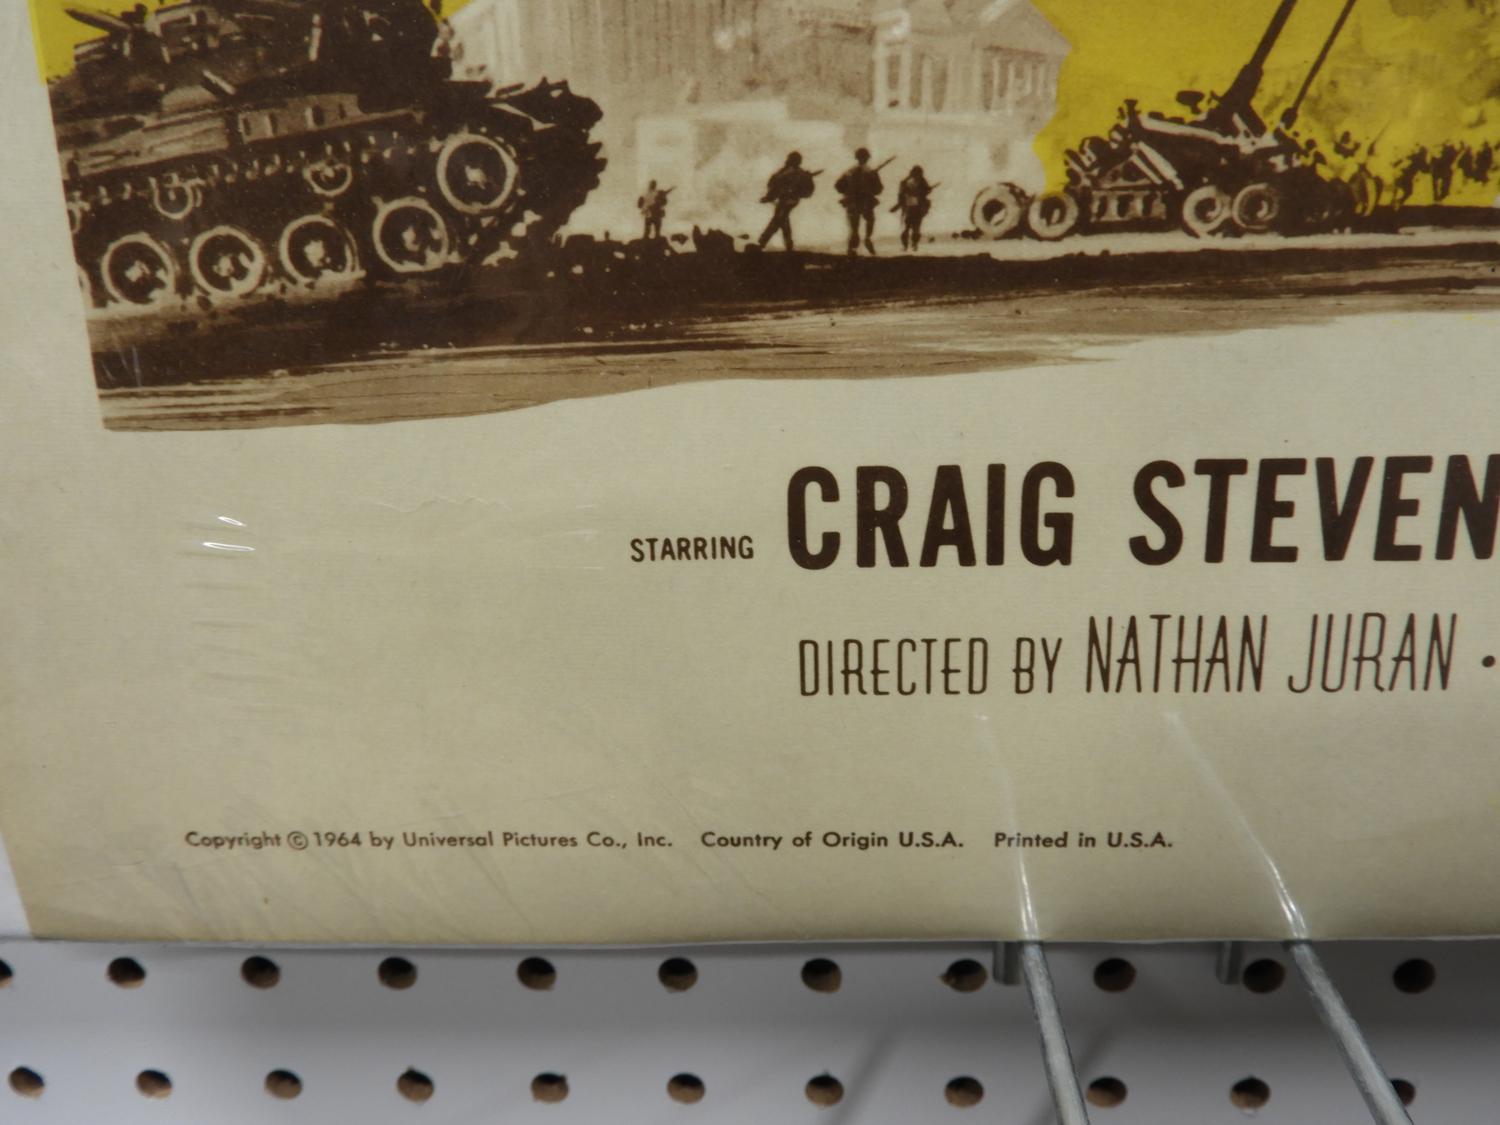 STARRING CRAIG STEVEN
DIRECTED BY NATHAN JURAN •
Copyright © 1964 by Universal Pictures Co., Inc. Country of Origin U.S.A. Printed in U.S.A.